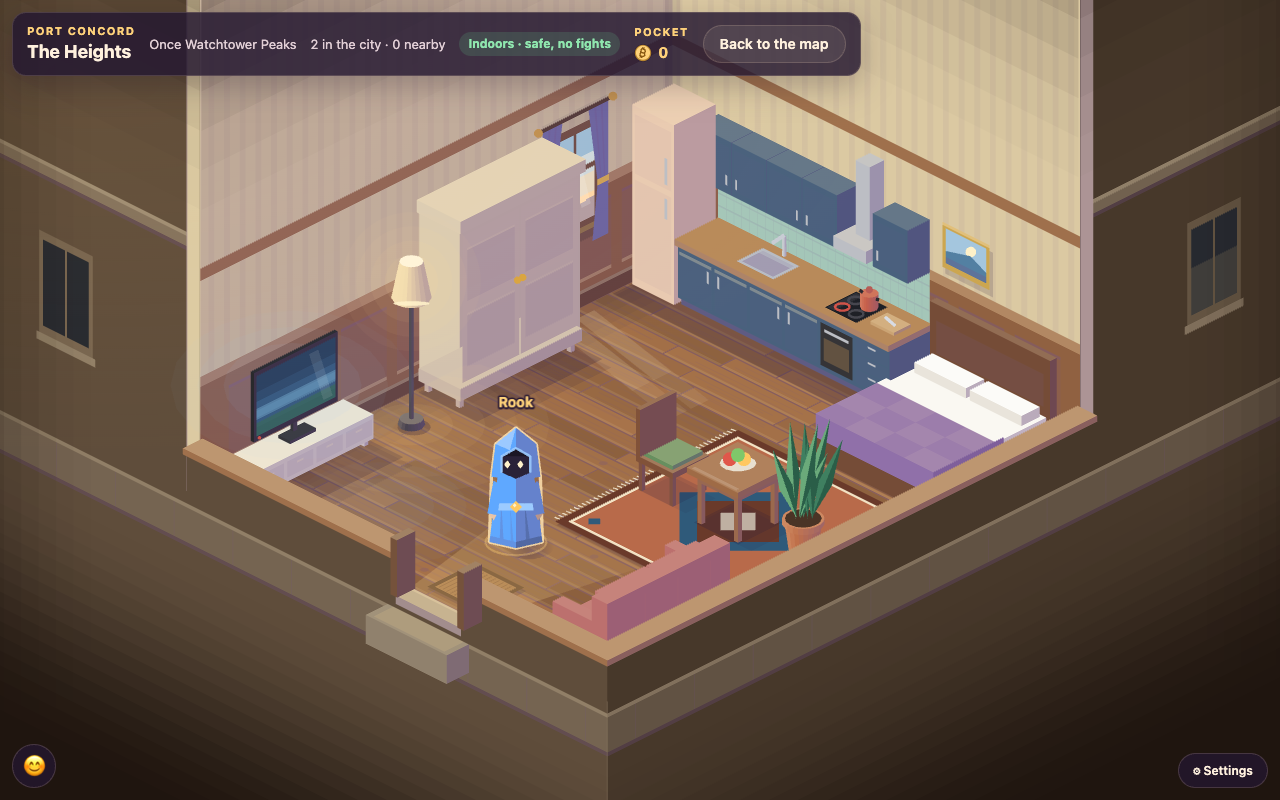 PORT CONCORD
The Heights
Once Watchtower Peaks
2 in the city · 0 nearby
Indoors · safe, no fights
POCKET
0
Back to the map
Rook
Settings